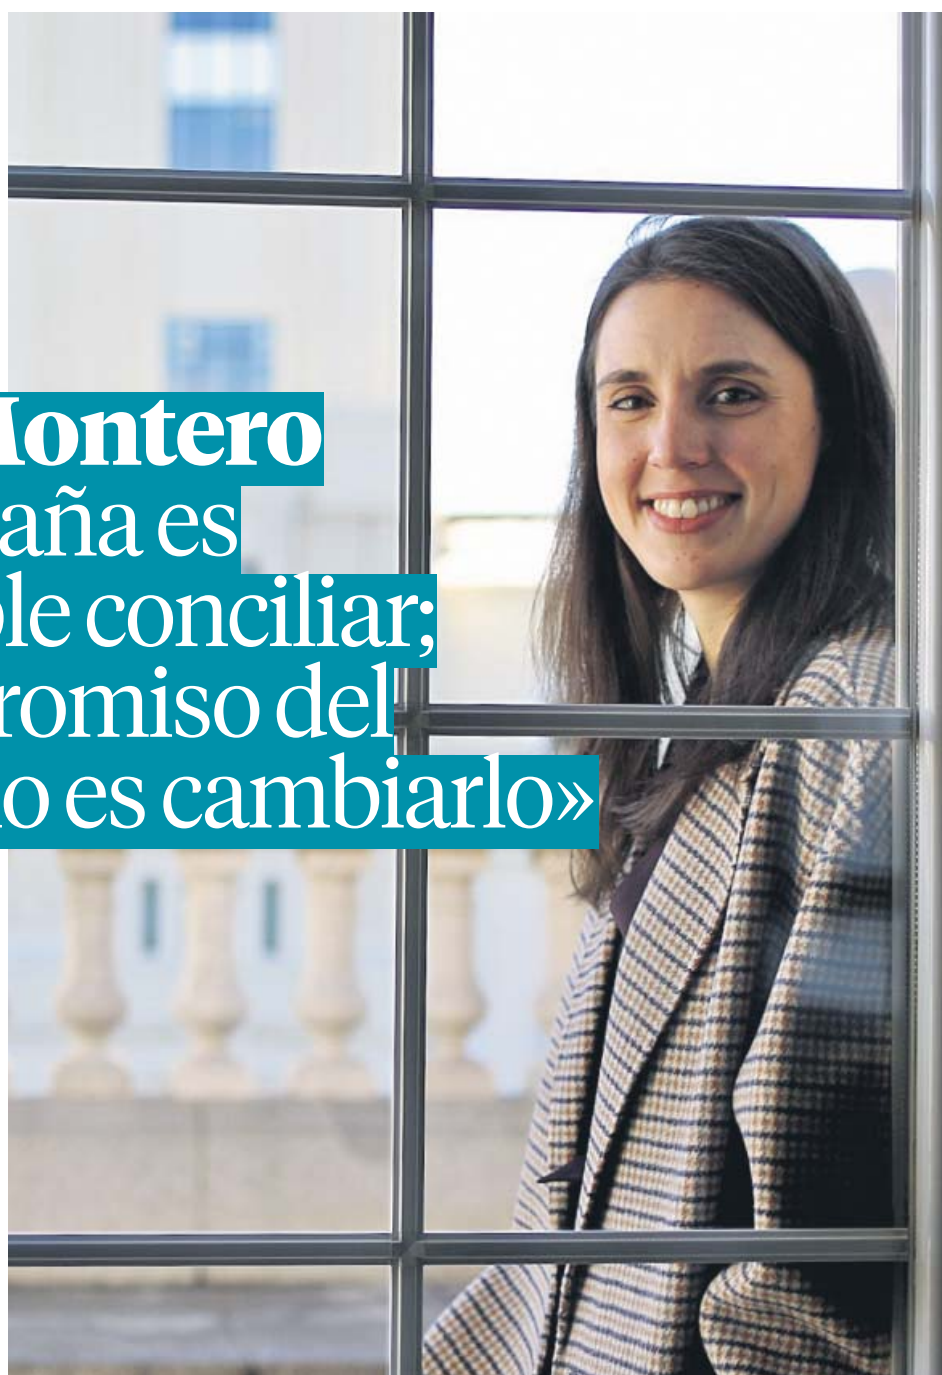 Montero
aña es
le conciliar;
romiso del
o es cambiarlo»